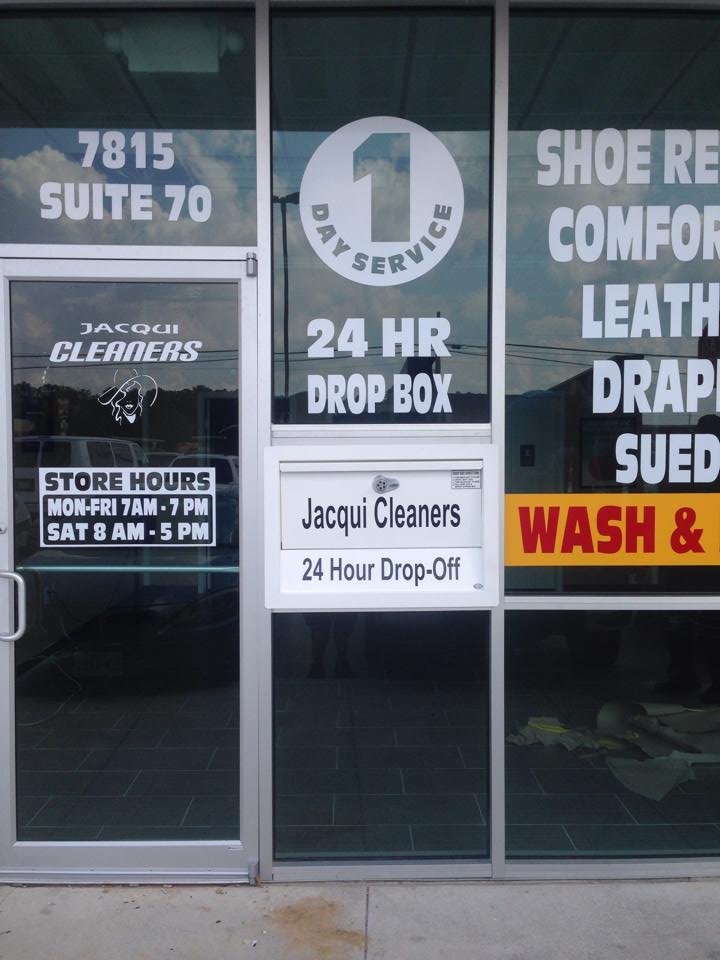 7815
SUITE 70
JACQUI
CLEANERS
STORE HOURS
MON-FRI 7AM - 7 PM
SAT 8 AM - 5 PM
1
DAY SERVICE
24 HR
DROP BOX
Jacqui Cleaners
24 Hour Drop-Off
SHOE RE
COMFOR
LEATH
DRAP
SUED
WASH &